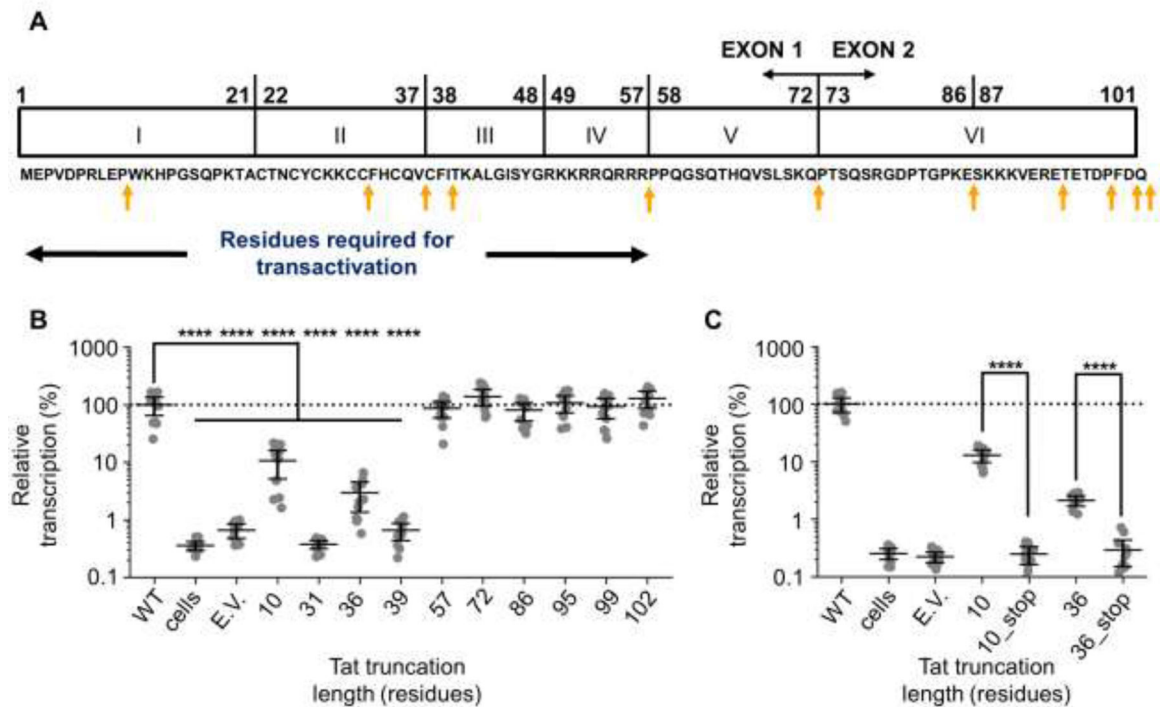 A
EXON 1 EXON 2
1 21 22 37 38 48 49 57 58 72 73 86 87 101
I II III IV V VI
MEPVDPRLEPWKHPGSQPKTACTNCYCKKCCFHCQVCFITKALGISYGRKKRRQRRRPPQGSQTHQVSLSKQPTSQSRGDPTGPKESKKKVERETETDPFDQ
Residues required for
transactivation
B
**** **** **** **** **** ****
1000
100
10
1
0.1
Relative
transcription (%)
WT cells E.V. 10 31 36 39 57 72 86 95 99 102
Tat truncation
length (residues)
C
**** ****
1000
100
10
1
0.1
Relative
transcription (%)
WT cells E.V. 10 10_stop 36 36_stop
Tat truncation
length (residues)